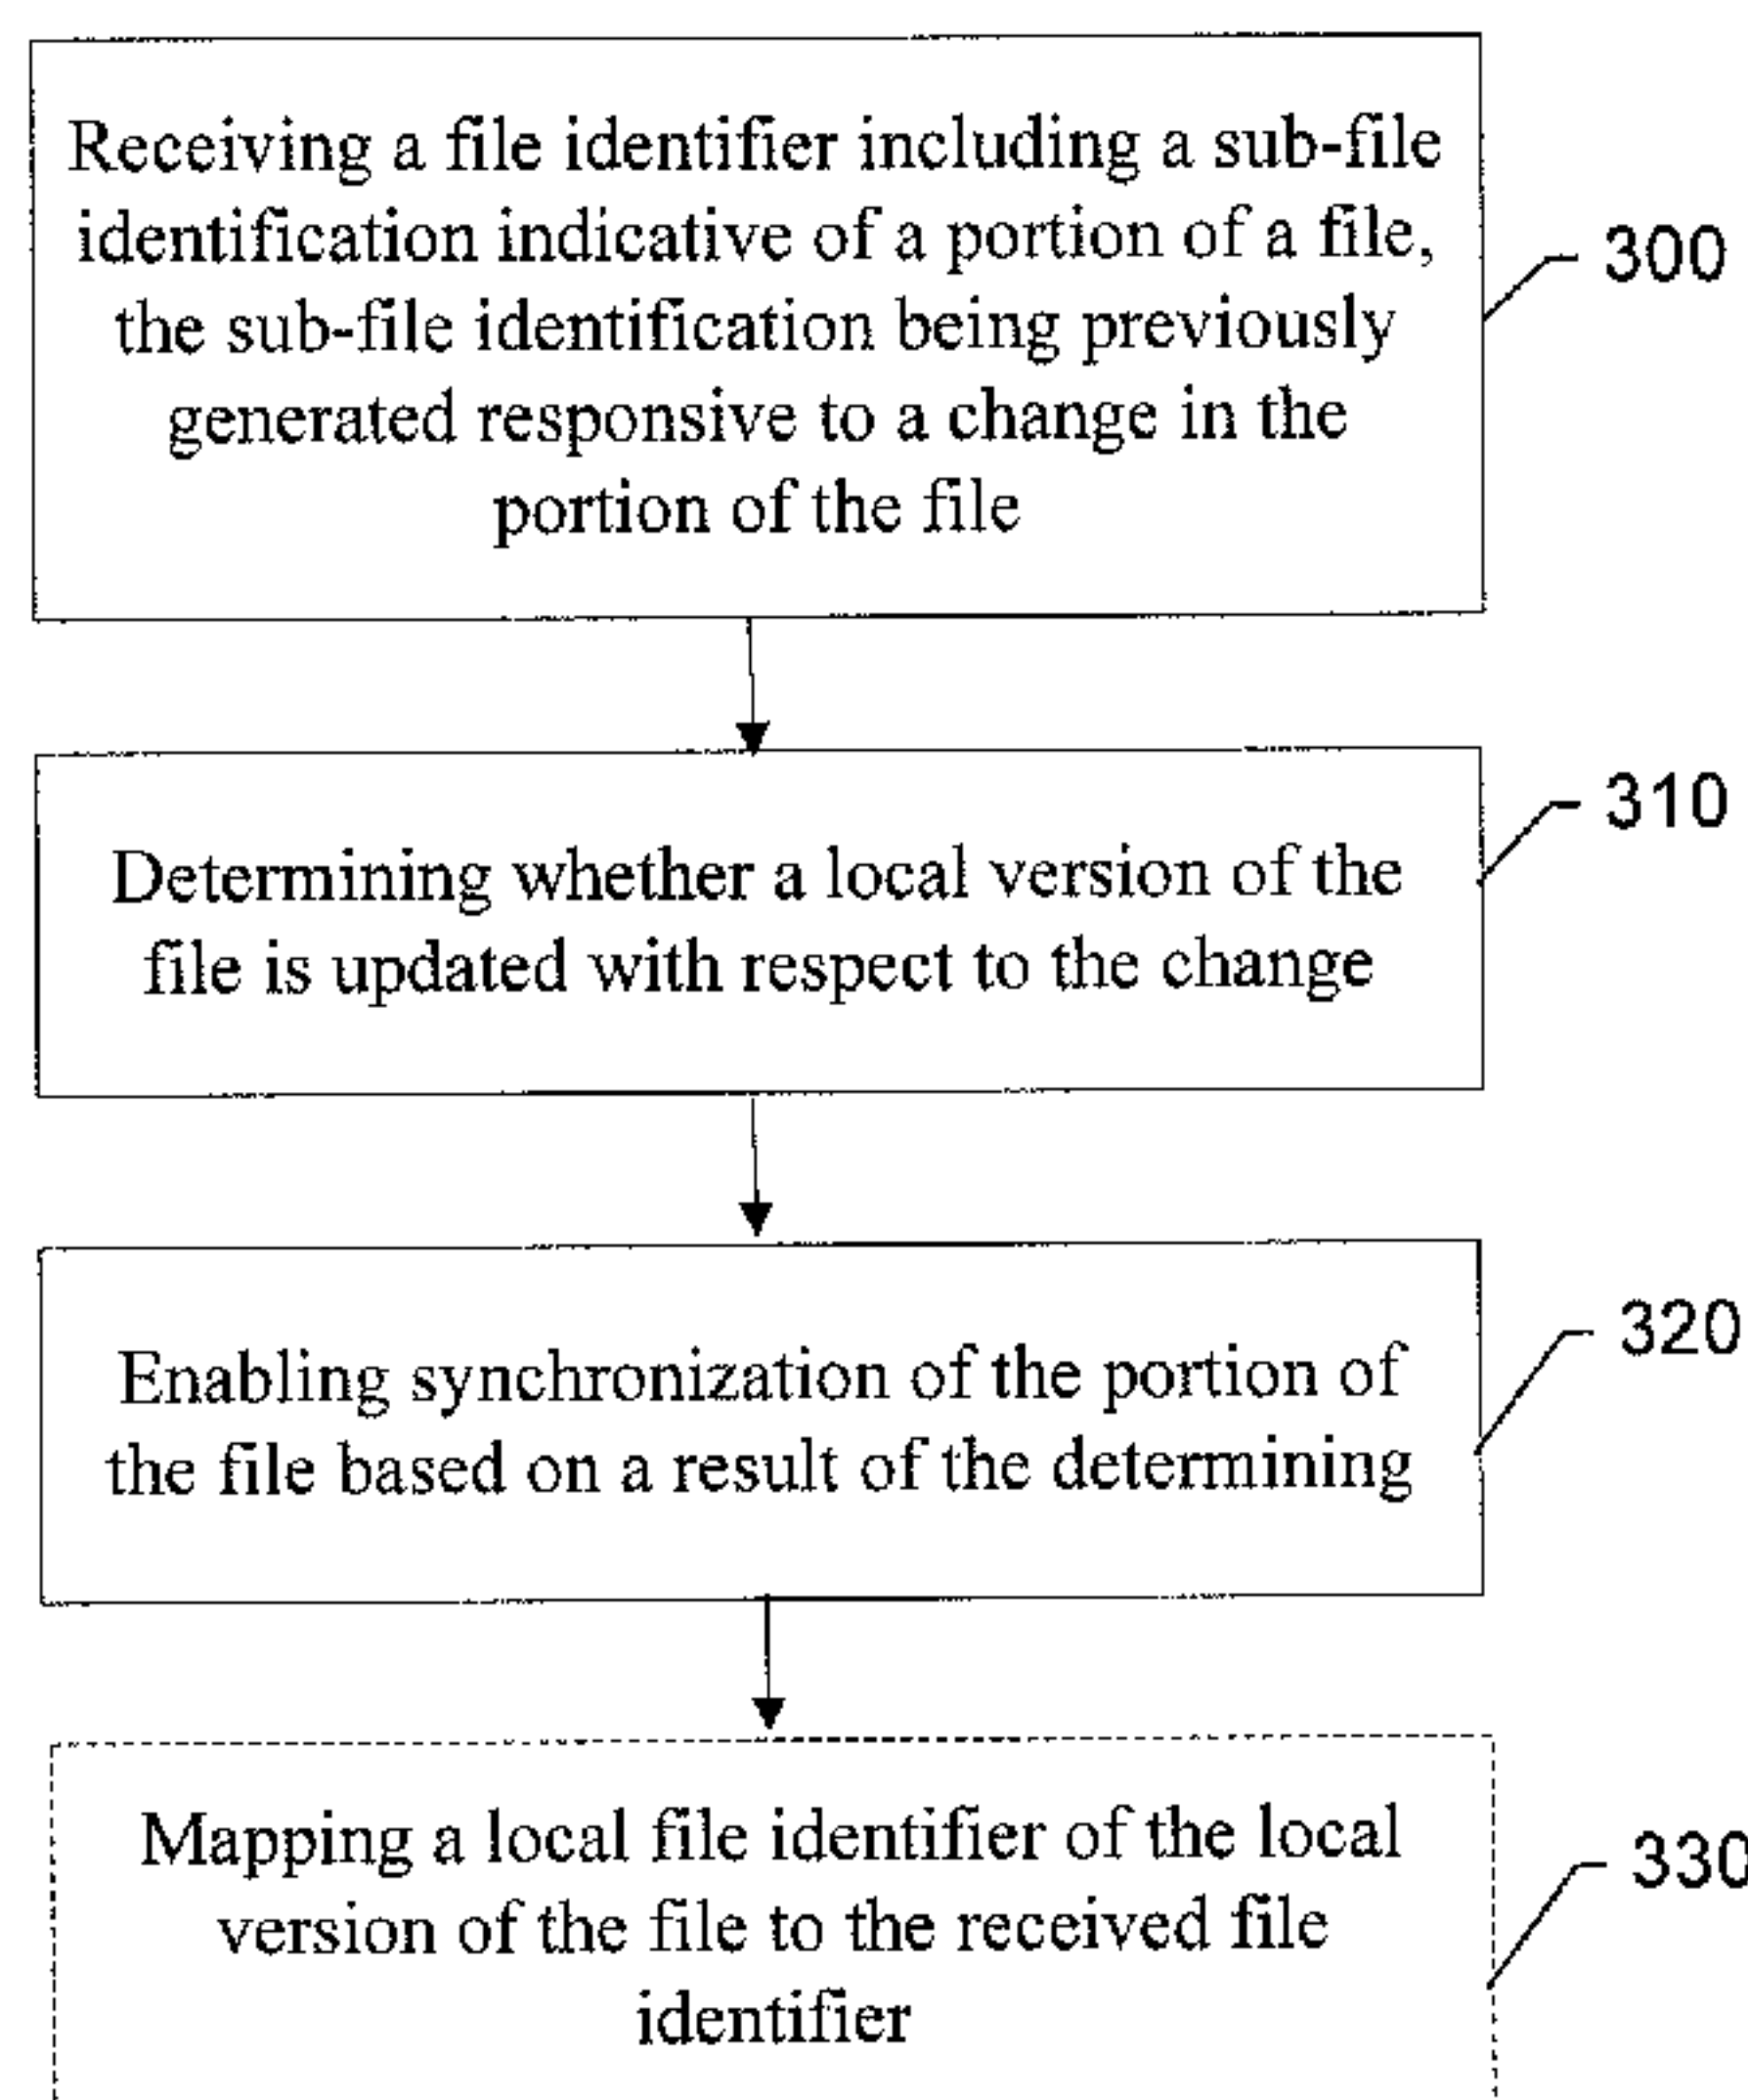 Receiving a file identifier including a sub-file
identification indicative of a portion of a file,
the sub-file identification being previously
generated responsive to a change in the
portion of the file
300
Determining whether a local version of the
file is updated with respect to the change
310
Enabling synchronization of the portion of
the file based on a result of the determining
320
Mapping a local file identifier of the local
version of the file to the received file
identifier
330